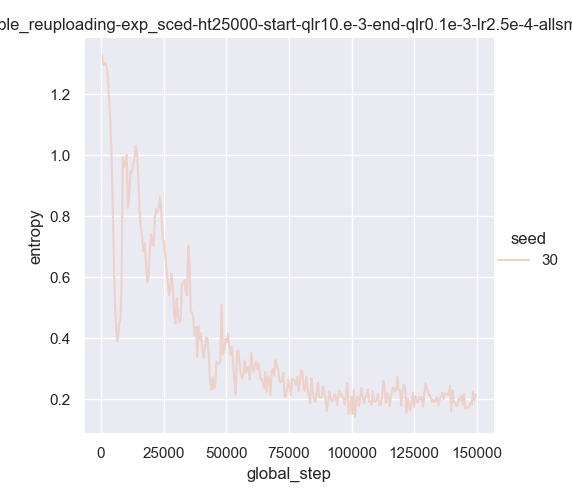 ble_reuploading-exp_sced-ht25000-start-qlr10.e-3-end-qlr0.1e-3-lr2.5e-4-allsm
1.2
1.0
0.8
0.6
0.4
0.2
entropy
seed
30
0 25000 50000 75000 100000 125000 150000
global_step